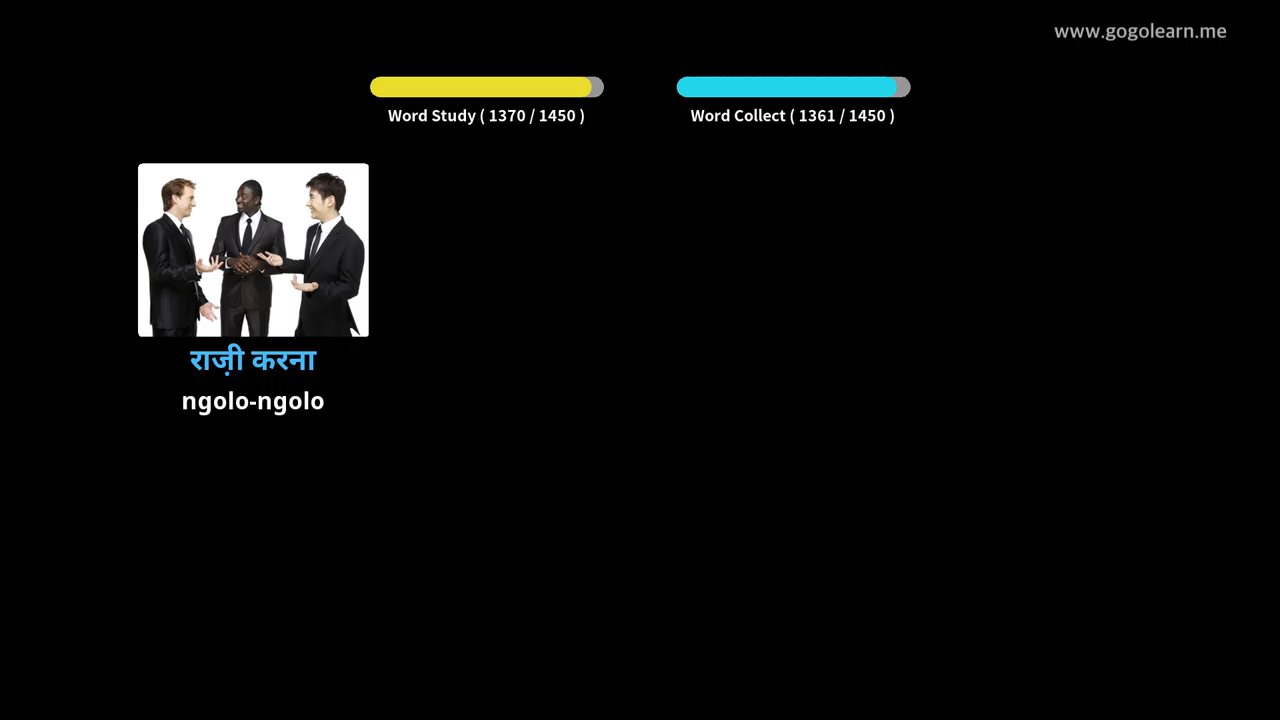 www.gogolearn.me
Word Study ( 1370 / 1450 )
Word Collect ( 1361 / 1450 )
राज़ी करना
ngolo-ngolo